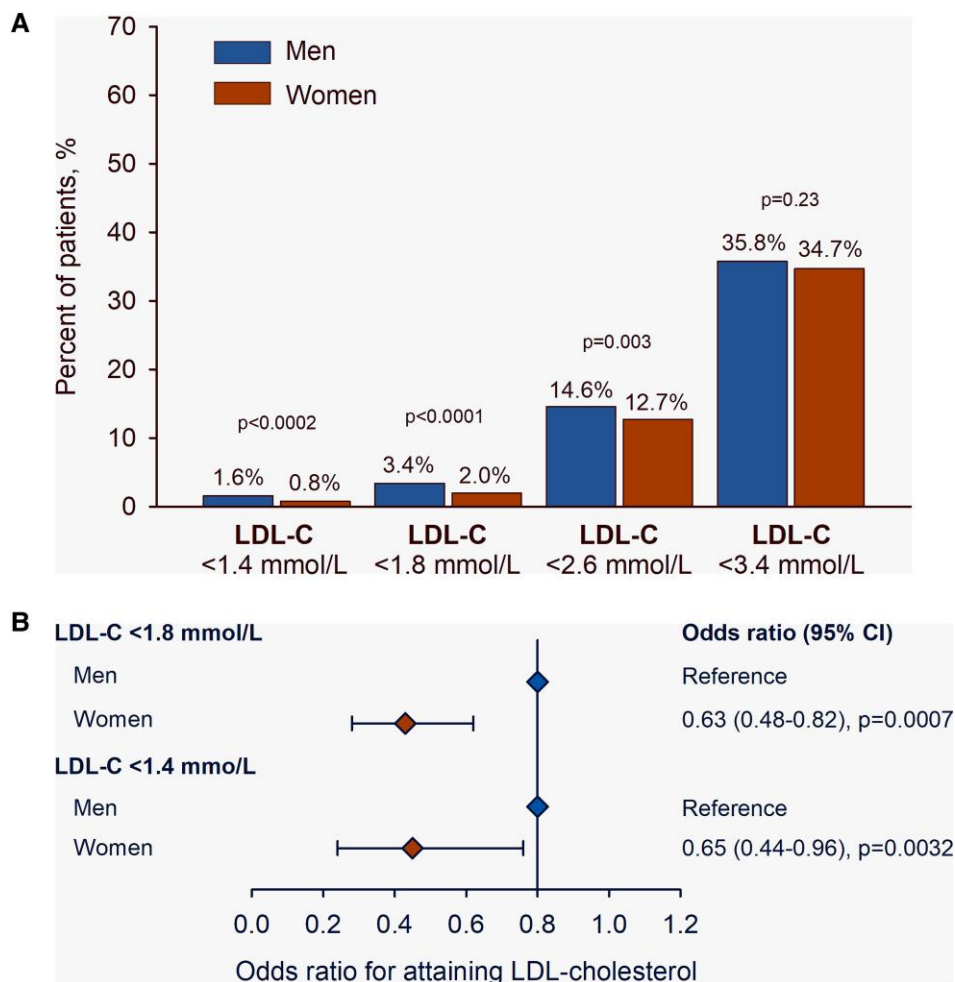 A
Percent of patients, %
70
60
50
40
30
20
10
0
Men
Women
p<0.0002
1.6%
0.8%
p<0.0001
3.4%
2.0%
p=0.003
14.6%
12.7%
p=0.23
35.8%
34.7%
LDL-C
<1.4 mmol/L
LDL-C
<1.8 mmol/L
LDL-C
<2.6 mmol/L
LDL-C
<3.4 mmol/L
B
LDL-C <1.8 mmol/L
Odds ratio (95% CI)
Men
Reference
Women
0.63 (0.48-0.82), p=0.0007
LDL-C <1.4 mmo/L
Men
Reference
Women
0.65 (0.44-0.96), p=0.0032
0.0 0.2 0.4 0.6 0.8 1.0 1.2
Odds ratio for attaining LDL-cholesterol